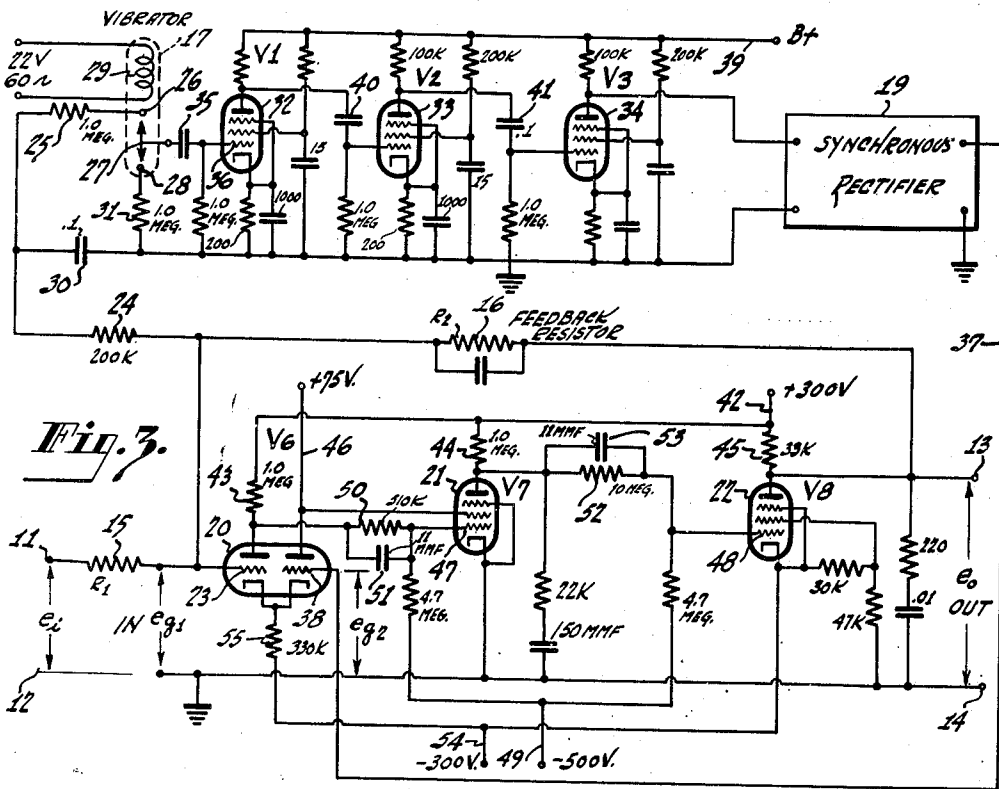 VIBRATOR
17
22V
60~
29
26
35
25
1.0
MEG.
27
28
31
1.0
MEG.
.1
30
V1
32
36
1.0
MEG.
200
1000
15
40
100K
V2
33
200K
1.0
MEG.
200
1000
15
41
.1
100K
V3
34
200K
1.0
MEG.
39
B+
19
SYNCHRONOUS
RECTIFIER
24
200K
R2
16
FEEDBACK
RESISTOR
37
Fig. 3.
+75V.
V6
46
43
1.0
MEG
20
23
38
50
510K
11
MMF
51
44
1.0
MEG.
21
V7
47
4.7
MEG.
11MMF
53
52
10 MEG.
22K
150MMF
42
+300V
45
33K
22
V8
48
4.7
MEG.
30K
47K
220
.01
13
eo
OUT
14
11
15
R1
ei
IN
eg1
12
55
330K
eg2
54
-300V.
49
-500V.